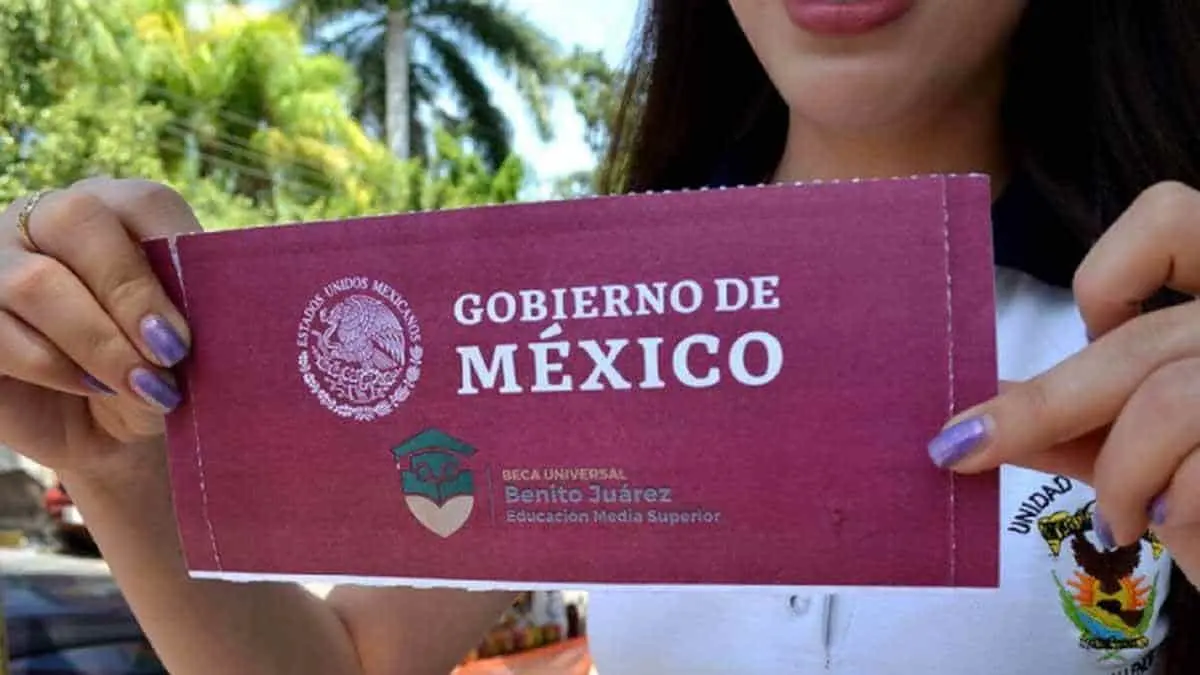 ESTADOS UNIDOS MEXICANOS
GOBIERNO DE
MÉXICO
BECA UNIVERSAL
Benito Juárez
Educación Media Superior
UNIDAD